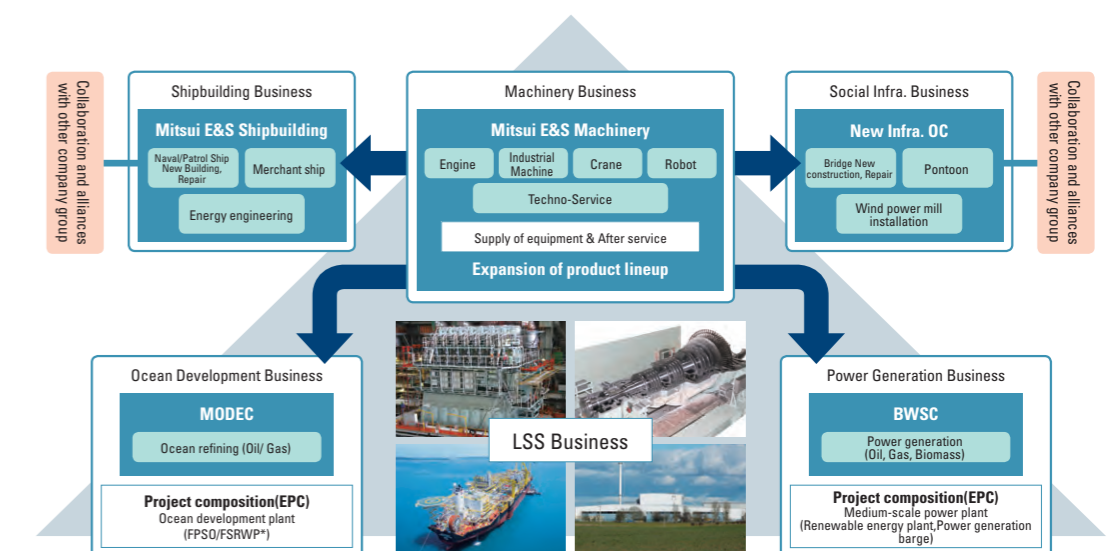 Collaboration and alliances
with other company group
Shipbuilding Business
Mitsui E&S Shipbuilding
Naval/Patrol Ship
New Building,
Repair
Merchant ship
Energy engineering
Machinery Business
Mitsui E&S Machinery
Engine
Industrial
Machine
Crane
Robot
Techno-Service
Supply of equipment & After service
Expansion of product lineup
Social Infra. Business
New Infra. OC
Bridge New
construction, Repair
Pontoon
Wind power mill
installation
Collaboration and alliances
with other company group
Ocean Development Business
MODEC
Ocean refining (Oil/ Gas)
Project composition(EPC)
Ocean development plant
(FPSO/FSRWP*)
LSS Business
Power Generation Business
BWSC
Power generation
(Oil, Gas, Biomass)
Project composition(EPC)
Medium-scale power plant
(Renewable energy plant,Power generation
barge)